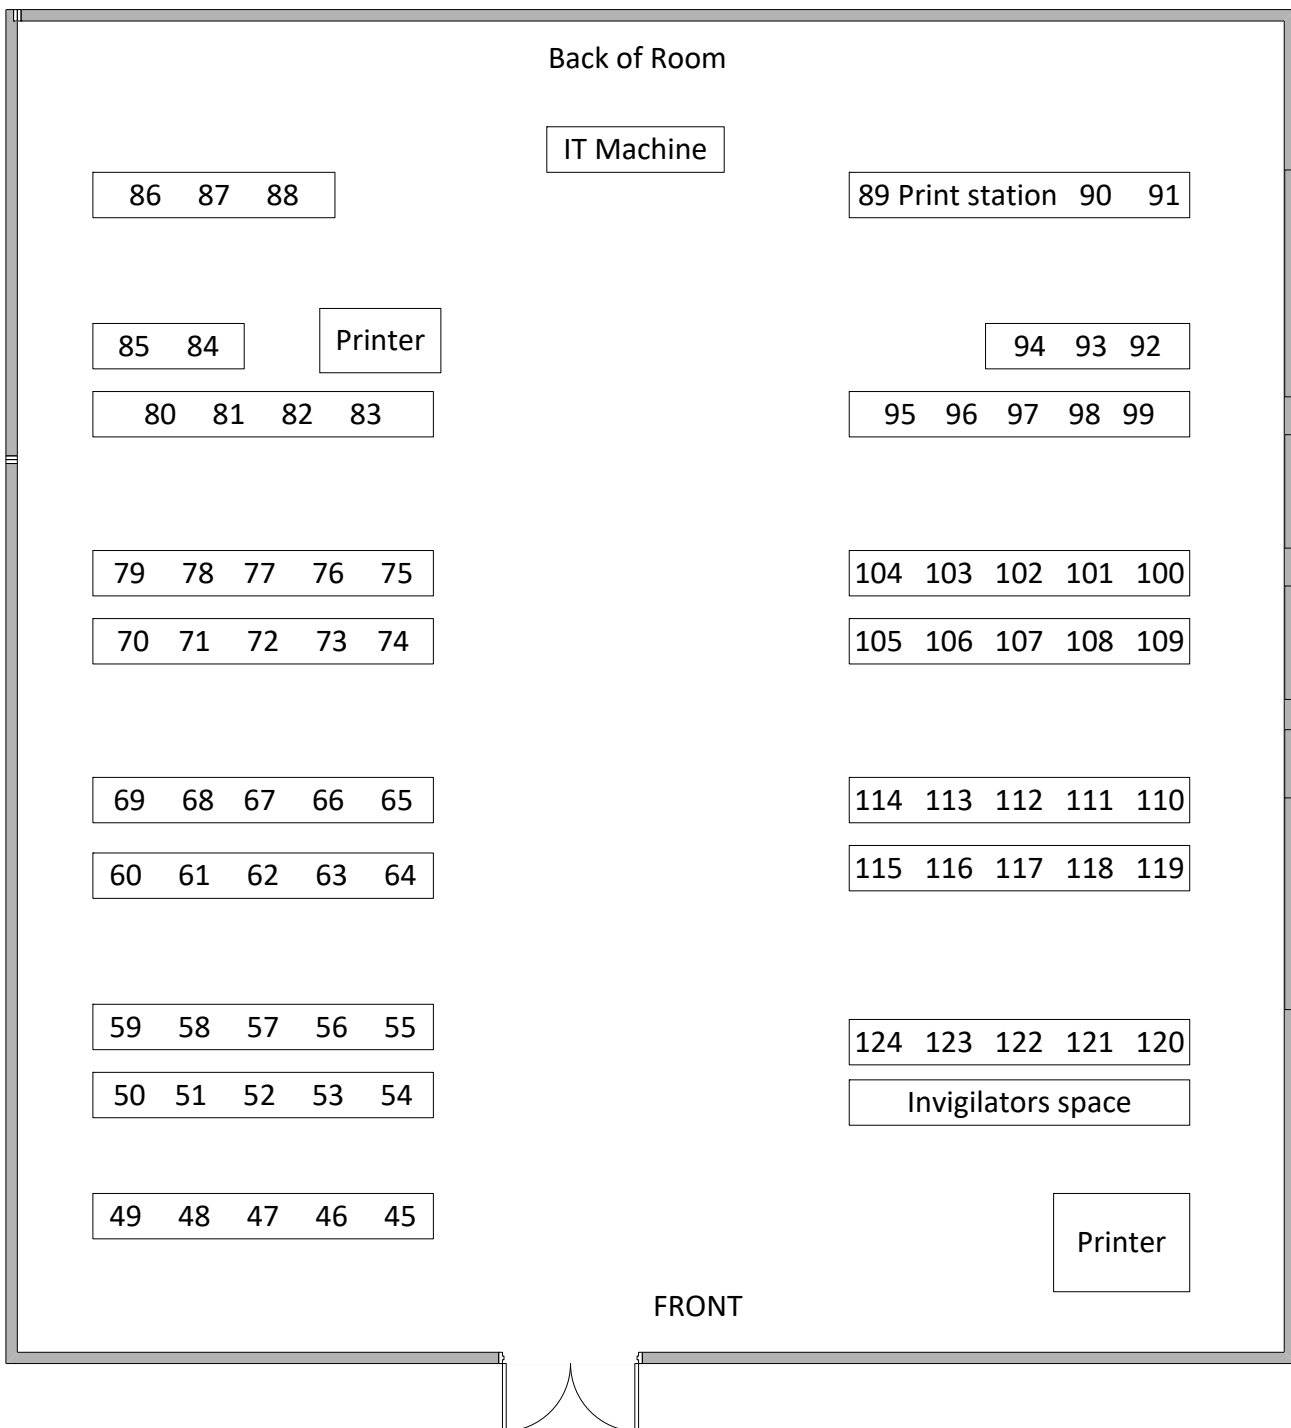 Back of Room
IT Machine
86 87 88
89 Print station 90 91
85 84
Printer
94 93 92
80 81 82 83
95 96 97 98 99
79 78 77 76 75
104 103 102 101 100
70 71 72 73 74
105 106 107 108 109
69 68 67 66 65
114 113 112 111 110
60 61 62 63 64
115 116 117 118 119
59 58 57 56 55
124 123 122 121 120
50 51 52 53 54
Invigilators space
49 48 47 46 45
Printer
FRONT